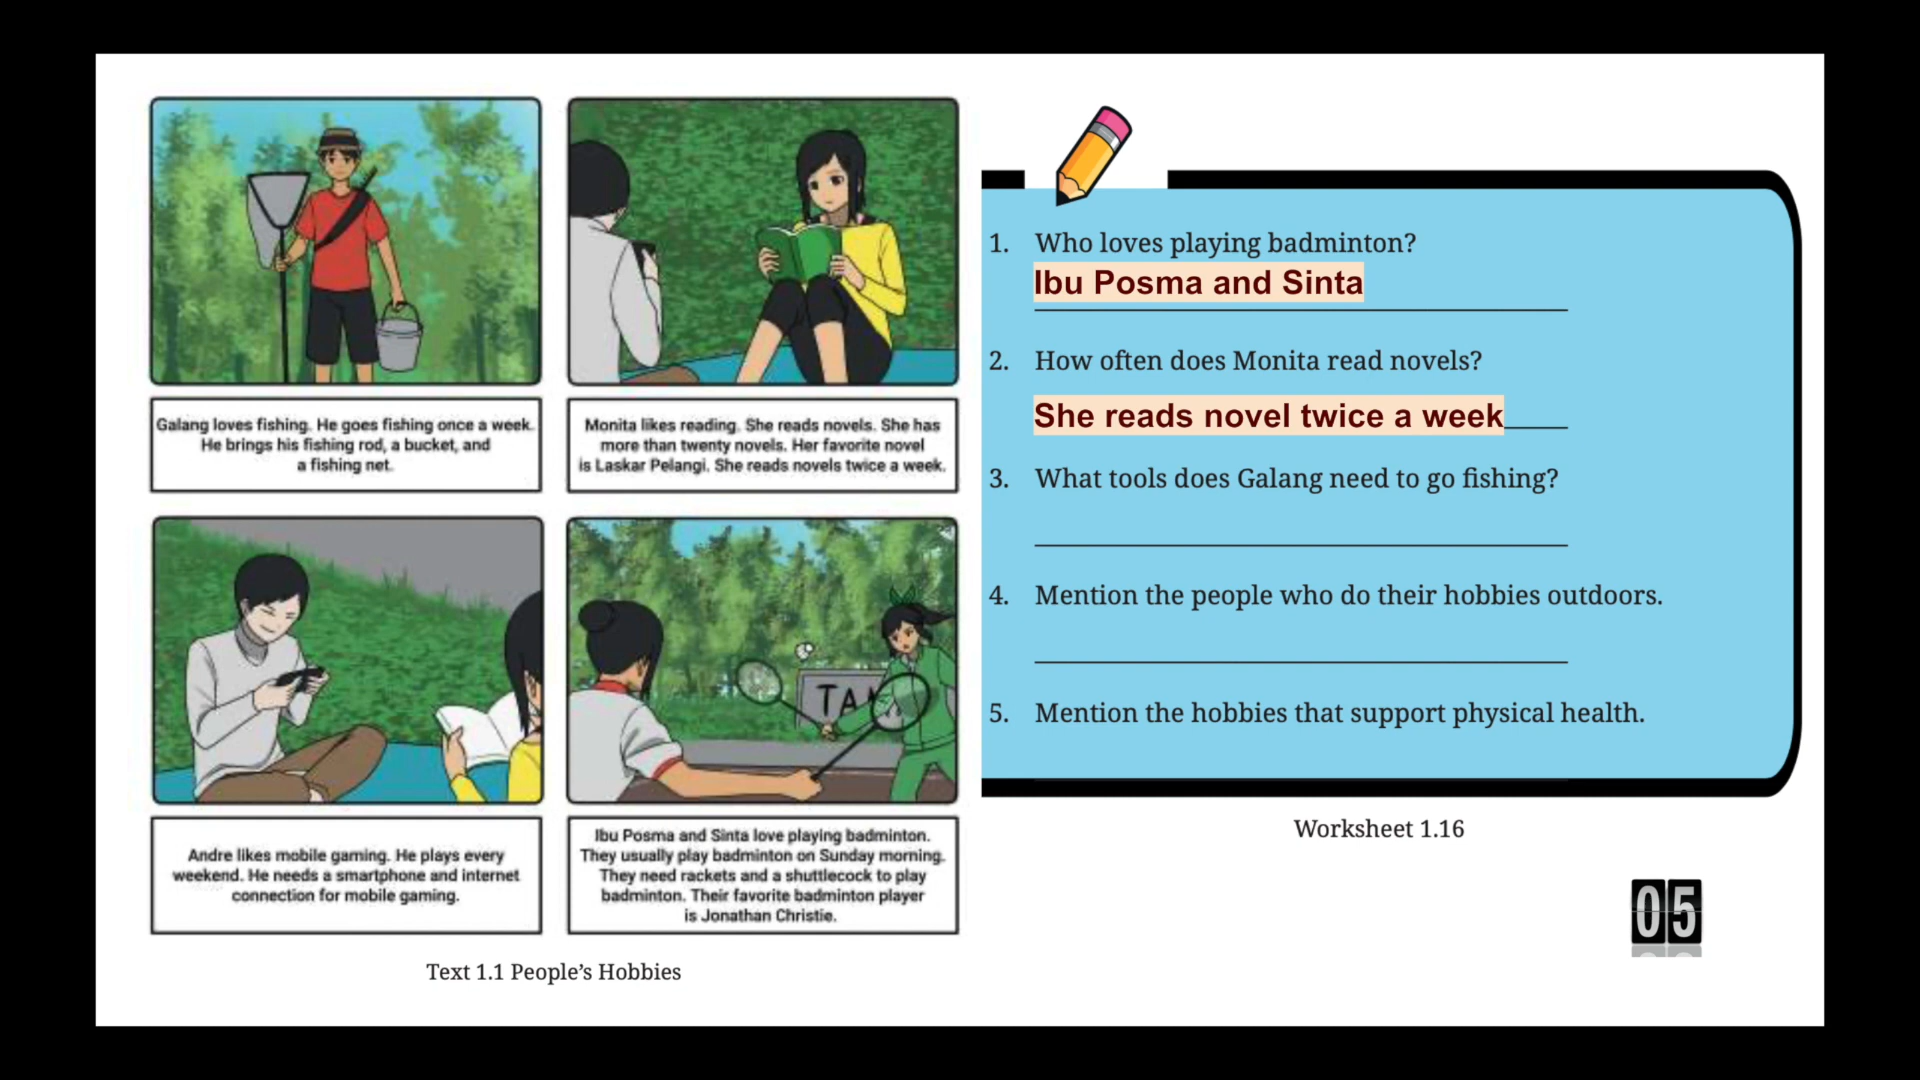 Galang loves fishing. He goes fishing once a week.
He brings his fishing rod, a bucket, and
a fishing net.
Monita likes reading. She reads novels. She has
more than twenty novels. Her favorite novel
is Laskar Pelangi. She reads novels twice a week.
TA
Andre likes mobile gaming. He plays every
weekend. He needs a smartphone and internet
connection for mobile gaming.
Ibu Posma and Sinta love playing badminton.
They usually play badminton on Sunday morning.
They need rackets and a shuttlecock to play
badminton. Their favorite badminton player
is Jonathan Christie.
Text 1.1 People’s Hobbies
1. Who loves playing badminton?
Ibu Posma and Sinta
2. How often does Monita read novels?
She reads novel twice a week
3. What tools does Galang need to go fishing?
4. Mention the people who do their hobbies outdoors.
5. Mention the hobbies that support physical health.
Worksheet 1.16
05